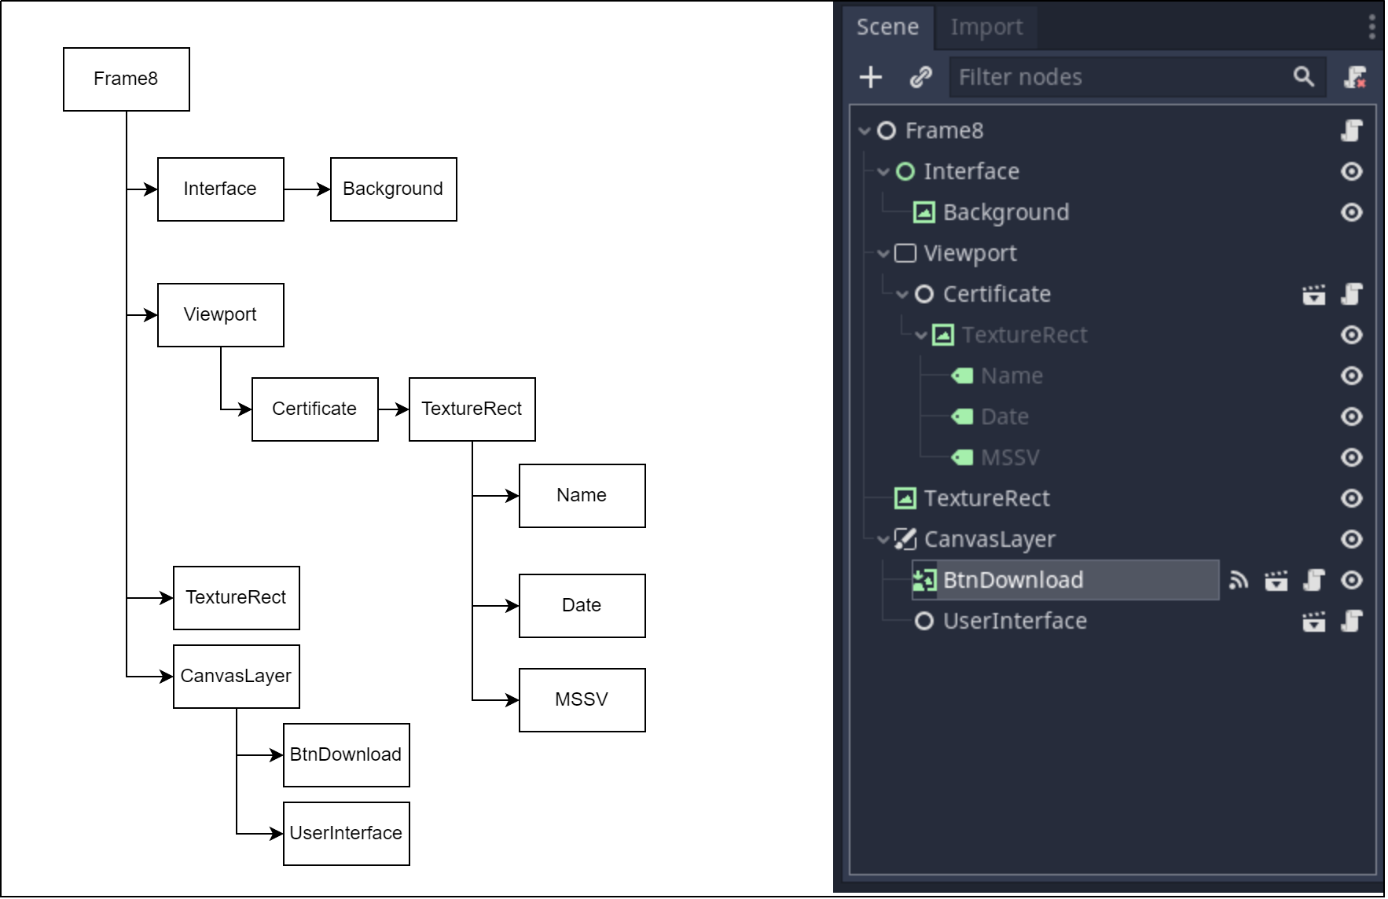 Frame8
Interface
Background
Viewport
Certificate
TextureRect
Name
Date
MSSV
TextureRect
CanvasLayer
BtnDownload
UserInterface
Scene
Import
Filter nodes
Frame8
Interface
Background
Viewport
Certificate
TextureRect
Name
Date
MSSV
TextureRect
CanvasLayer
BtnDownload
UserInterface